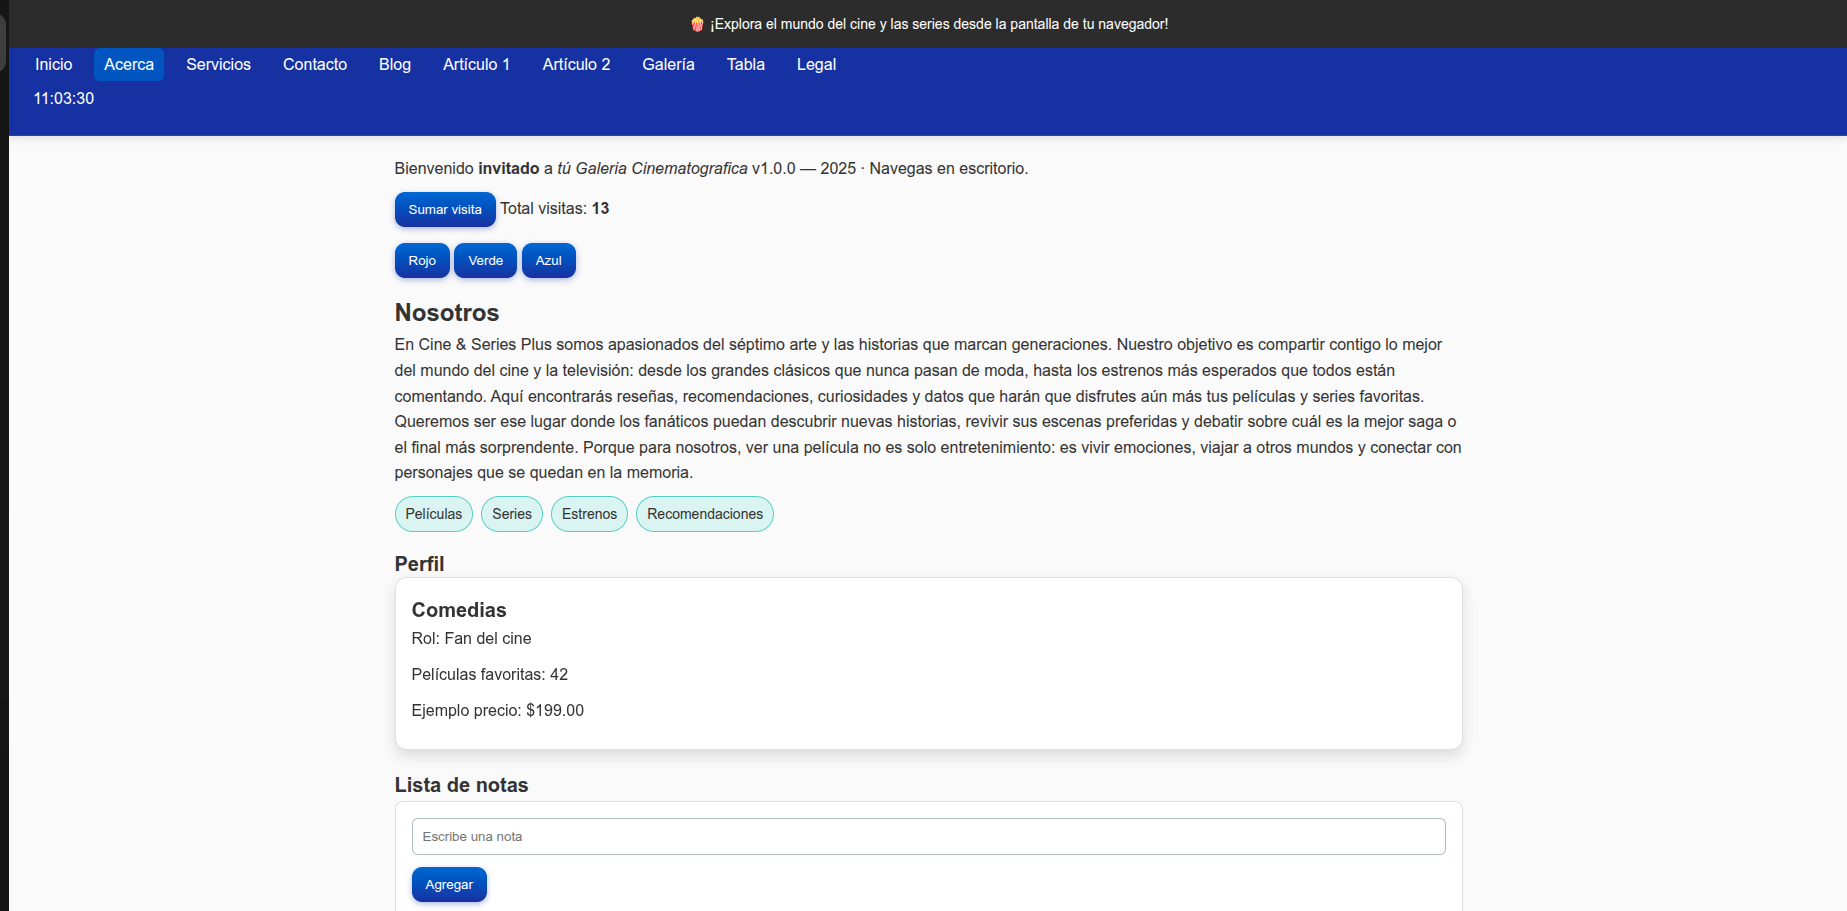 🍿 ¡Explora el mundo del cine y las series desde la pantalla de tu navegador!
Inicio Acerca Servicios Contacto Blog Artículo 1 Artículo 2 Galería Tabla Legal
11:03:30
Bienvenido invitado a tú Galeria Cinematografica v1.0.0 — 2025 · Navegas en escritorio.
Sumar visita Total visitas: 13
Rojo Verde Azul
Nosotros
En Cine & Series Plus somos apasionados del séptimo arte y las historias que marcan generaciones. Nuestro objetivo es compartir contigo lo mejor
del mundo del cine y la televisión: desde los grandes clásicos que nunca pasan de moda, hasta los estrenos más esperados que todos están
comentando. Aquí encontrarás reseñas, recomendaciones, curiosidades y datos que harán que disfrutes aún más tus películas y series favoritas.
Queremos ser ese lugar donde los fanáticos puedan descubrir nuevas historias, revivir sus escenas preferidas y debatir sobre cuál es la mejor saga o
el final más sorprendente. Porque para nosotros, ver una película no es solo entretenimiento: es vivir emociones, viajar a otros mundos y conectar con
personajes que se quedan en la memoria.
Películas Series Estrenos Recomendaciones
Perfil
Comedias
Rol: Fan del cine
Películas favoritas: 42
Ejemplo precio: $199.00
Lista de notas
Escribe una nota
Agregar